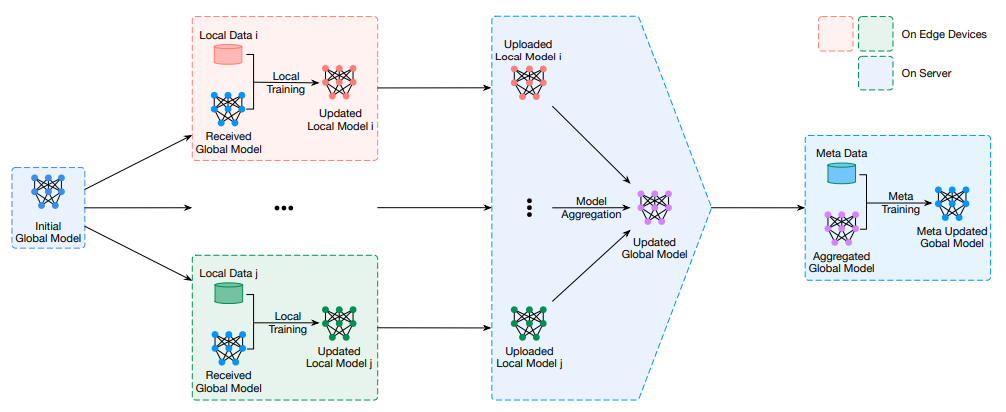 Initial
Global Model
Local Data i
Local
Training
Received
Global Model
Updated
Local Model i
Local Data j
Local
Training
Received
Global Model
Updated
Local Model j
Uploaded
Local Model i
Model
Aggregation
Updated
Global Model
Uploaded
Local Model j
On Edge Devices
On Server
Meta Data
Meta
Training
Aggregated
Global Model
Meta Updated
Gobal Model